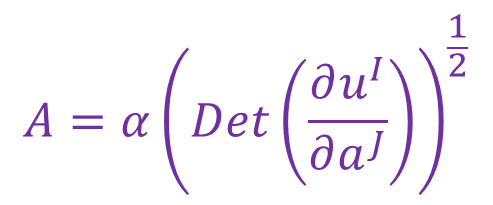 A = α (Det (∂u^I / ∂a^J))^{1/2}